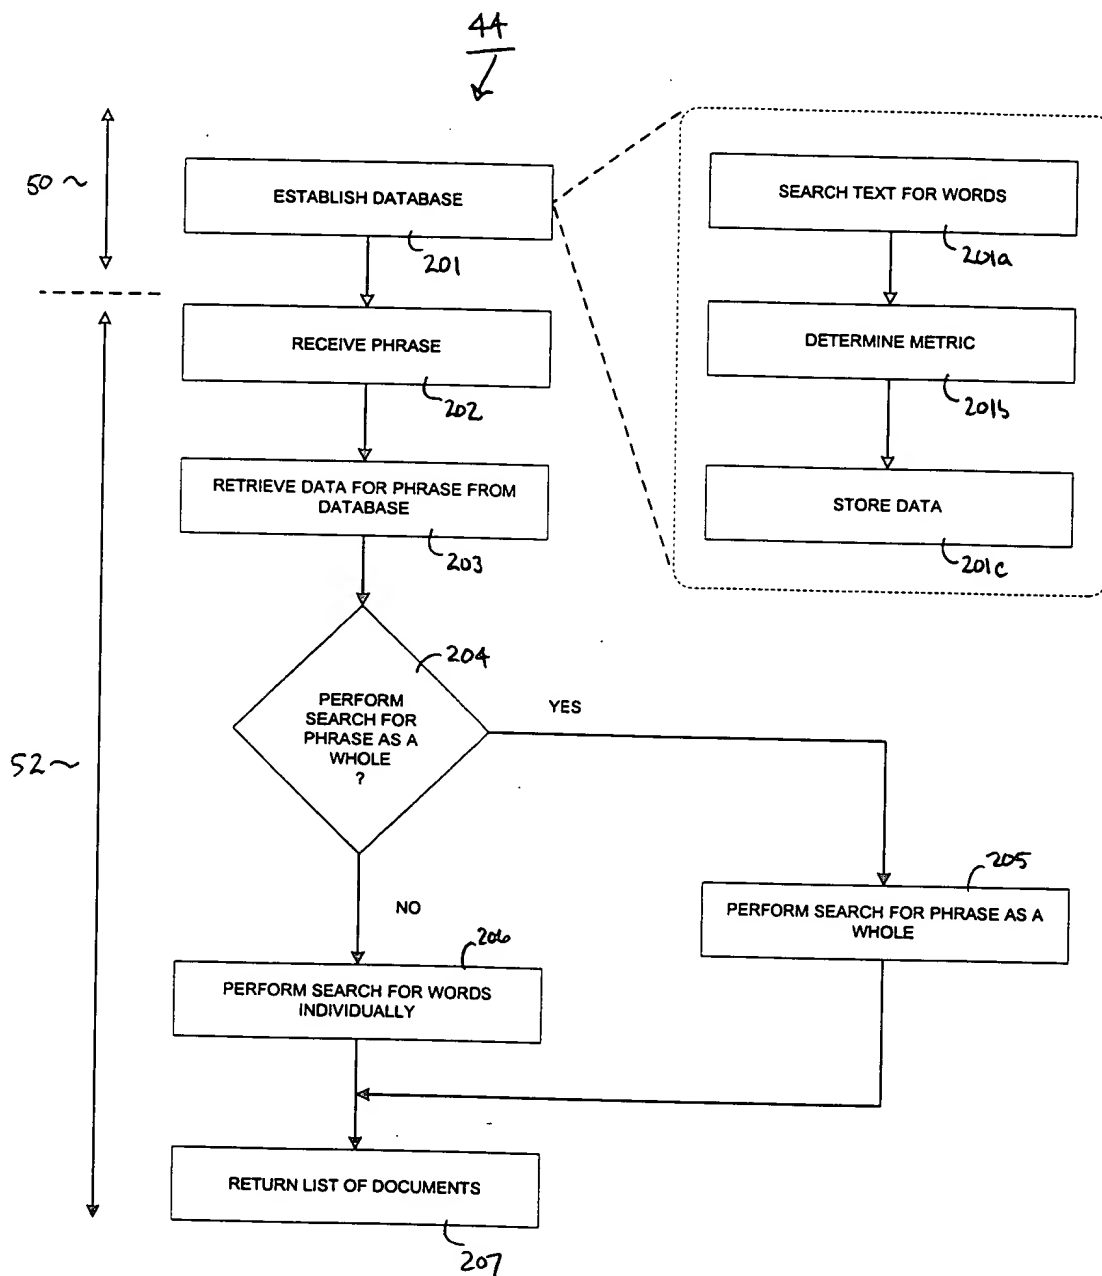 44
50 ~
ESTABLISH DATABASE
201
SEARCH TEXT FOR WORDS
201a
RECEIVE PHRASE
202
DETERMINE METRIC
201b
RETRIEVE DATA FOR PHRASE FROM
DATABASE
203
STORE DATA
201c
204
PERFORM
SEARCH FOR
PHRASE AS A
WHOLE
?
YES
52 ~
NO
205
PERFORM SEARCH FOR PHRASE AS A
WHOLE
206
PERFORM SEARCH FOR WORDS
INDIVIDUALLY
RETURN LIST OF DOCUMENTS
207